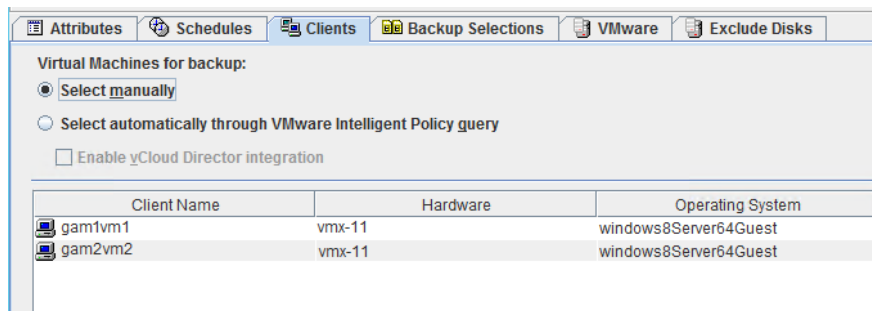 Attributes Schedules Clients Backup Selections VMware Exclude Disks
Virtual Machines for backup:
Select manually
Select automatically through VMware Intelligent Policy query
Enable vCloud Director integration
Client Name Hardware Operating System
gam1vm1 vmx-11 windows8Server64Guest
gam2vm2 vmx-11 windows8Server64Guest